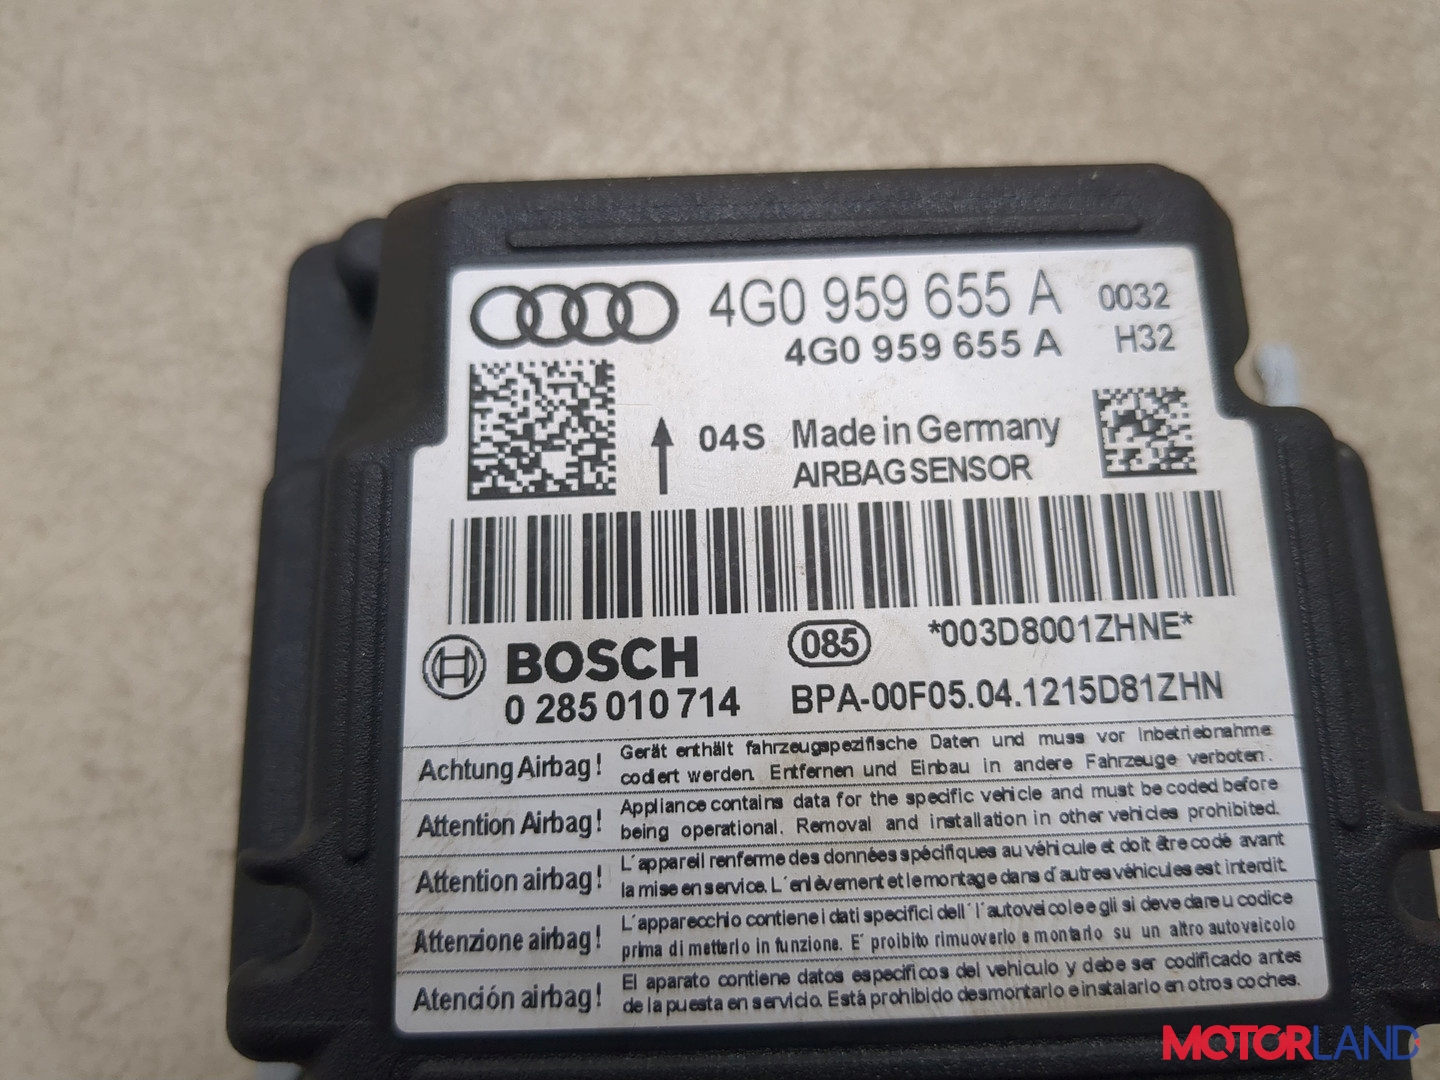 4G0 959 655 A 0032
4G0 959 655 A H32
04S Made in Germany
AIRBAGSENSOR
*003D8001ZHNE*
085
BOSCH
0 285 010 714 BPA-00F05.04.1215D81ZHN
Achtung Airbag! Gerät enthält fahrzeugspezifische Daten und muss vor Inbetriebnahme
codiert werden. Entfernen und Einbau in andere Fahrzeuge verboten.
Attention Airbag! Appliance contains data for the specific vehicle and must be coded before
being operational. Removal and installation in other vehicles prohibited.
Attention airbag! L'appareil renferme des données spécifiques au véhicule et doit être codé avant
la mise en service. L'enlèvement et le montage dans d'autres véhicules est interdit.
Attenzione airbag! L'apparecchio contiene i dati specifici dell' l'autoveicolo e gli si deve dare u codice
prima di metterlo in funzione. E' proibito rimuoverlo e montarlo su un altro autoveicolo
Atención airbag! El aparato contiene datos específicos del vehículo y debe ser codificado antes
de la puesta en servicio. Está prohibido desmontarlo e instalarlo en otros coches.
MOTORLAND